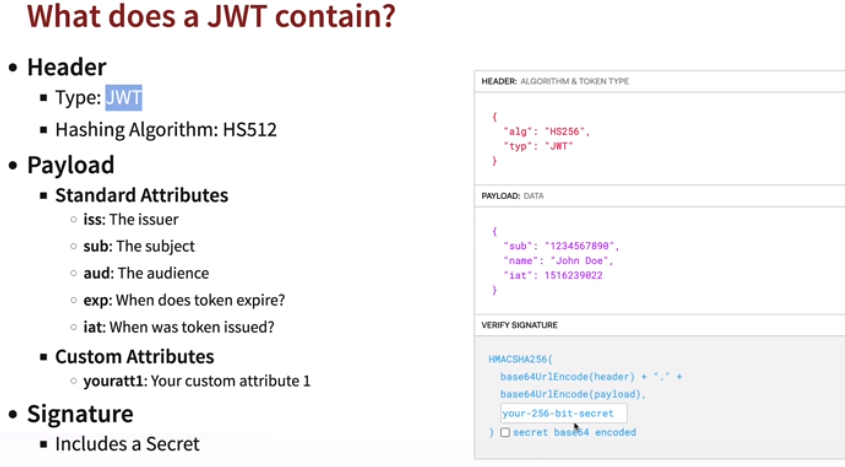 What does a JWT contain?
• Header
▪ Type: JWT
▪ Hashing Algorithm: HS512
• Payload
▪ Standard Attributes
○ iss: The issuer
○ sub: The subject
○ aud: The audience
○ exp: When does token expire?
○ iat: When was token issued?
▪ Custom Attributes
○ youratt1: Your custom attribute 1
• Signature
▪ Includes a Secret
HEADER: ALGORITHM & TOKEN TYPE
{
"alg": "HS256",
"typ": "JWT"
}
PAYLOAD: DATA
{
"sub": "1234567890",
"name": "John Doe",
"iat": 1516239022
}
VERIFY SIGNATURE
HMACSHA256(
base64UrlEncode(header) + "." +
base64UrlEncode(payload),
your-256-bit-secret
) secret base64 encoded